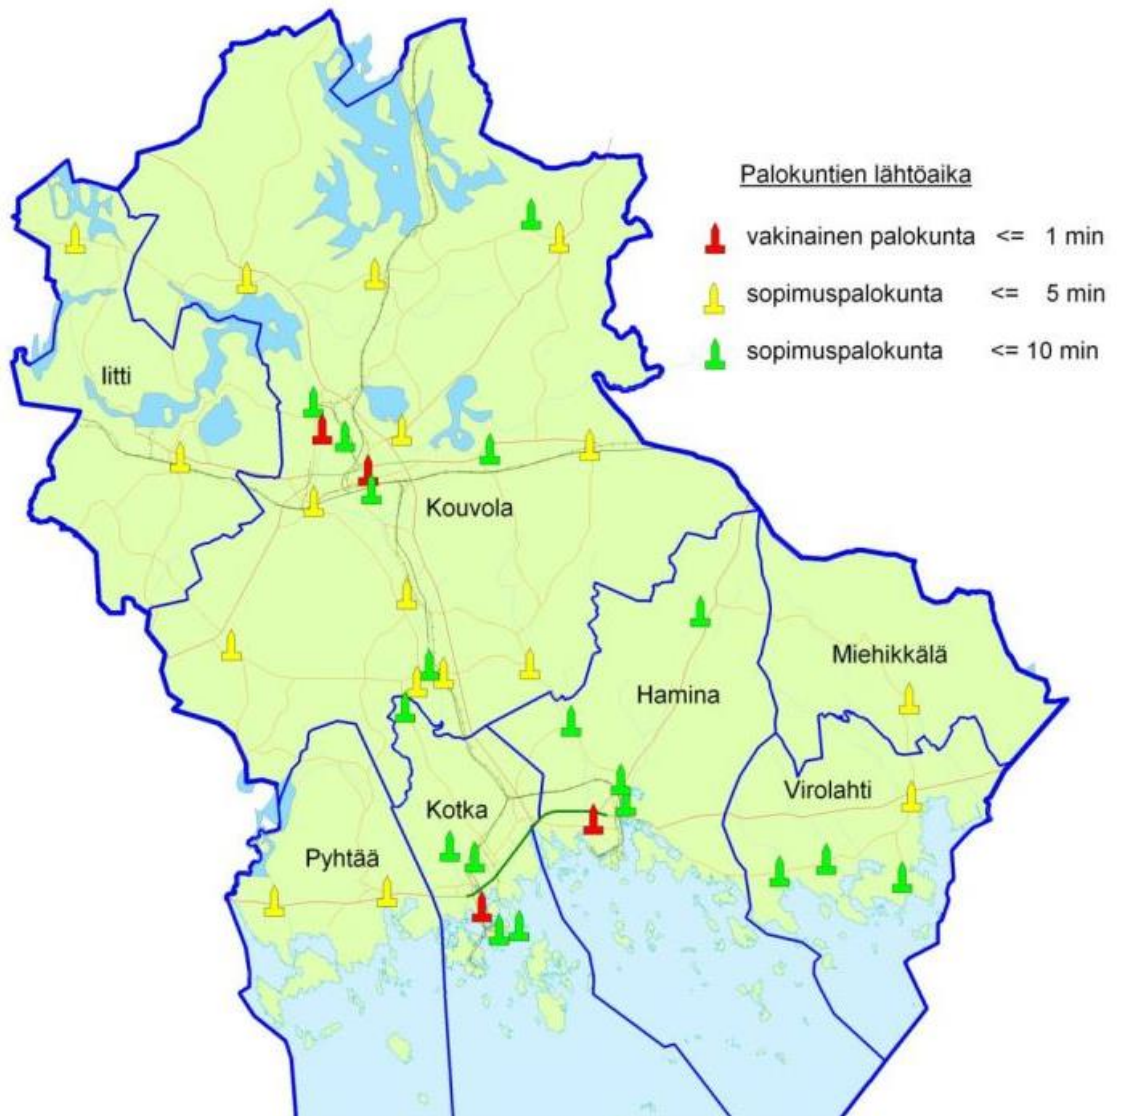 Palokuntien lähtöaika
vakinainen palokunta <= 1 min
sopimuspalokunta <= 5 min
sopimuspalokunta <= 10 min
Iitti
Kouvola
Miehikkälä
Hamina
Virolahti
Kotka
Pyhtää